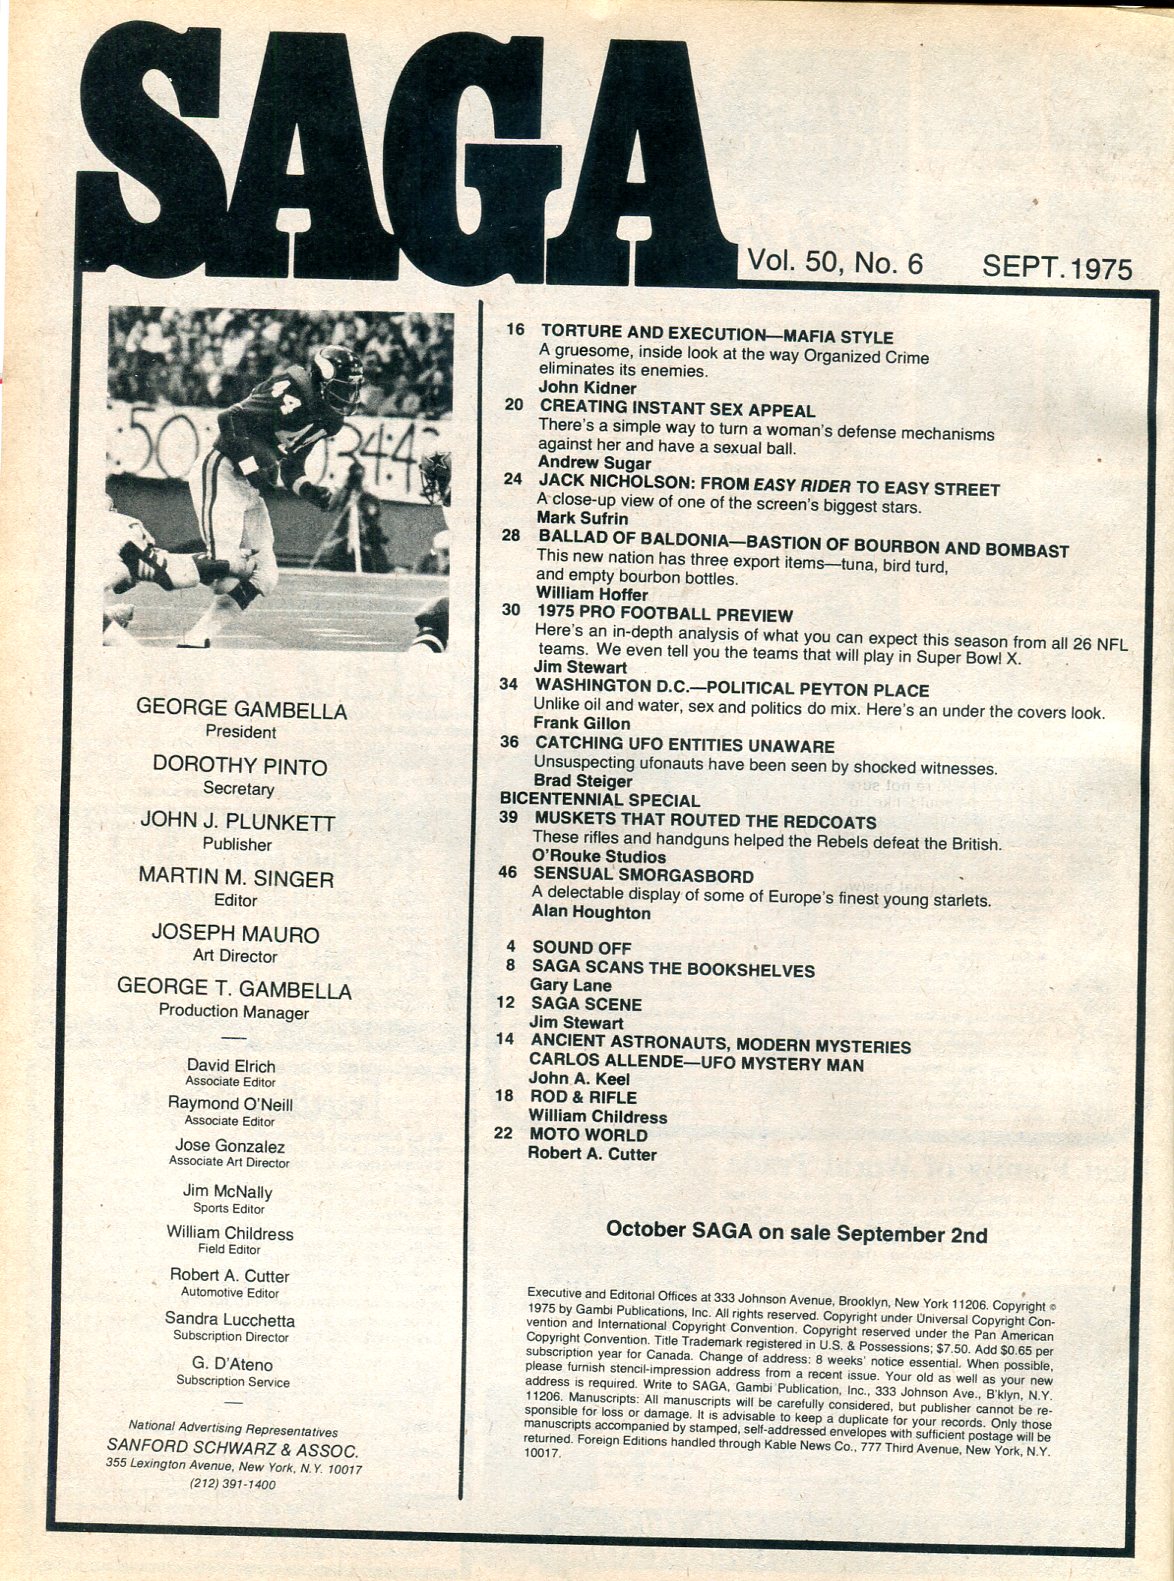 SAGA
Vol. 50, No. 6 SEPT. 1975
44
:50:
34:4
GEORGE GAMBELLA
President
DOROTHY PINTO
Secretary
JOHN J. PLUNKETT
Publisher
MARTIN M. SINGER
Editor
JOSEPH MAURO
Art Director
GEORGE T. GAMBELLA
Production Manager
David Elrich
Associate Editor
Raymond O'Neill
Associate Editor
Jose Gonzalez
Associate Art Director
Jim McNally
Sports Editor
William Childress
Field Editor
Robert A. Cutter
Automotive Editor
Sandra Lucchetta
Subscription Director
G. D'Ateno
Subscription Service
National Advertising Representatives
SANFORD SCHWARZ & ASSOC.
355 Lexington Avenue, New York, N.Y. 10017
(212) 391-1400
16 TORTURE AND EXECUTION—MAFIA STYLE
A gruesome, inside look at the way Organized Crime
eliminates its enemies.
John Kidner
20 CREATING INSTANT SEX APPEAL
There's a simple way to turn a woman's defense mechanisms
against her and have a sexual ball.
Andrew Sugar
24 JACK NICHOLSON: FROM EASY RIDER TO EASY STREET
A close-up view of one of the screen's biggest stars.
Mark Sufrin
28 BALLAD OF BALDONIA—BASTION OF BOURBON AND BOMBAST
This new nation has three export items—tuna, bird turd,
and empty bourbon bottles.
William Hoffer
30 1975 PRO FOOTBALL PREVIEW
Here's an in-depth analysis of what you can expect this season from all 26 NFL
teams. We even tell you the teams that will play in Super Bowl X.
Jim Stewart
34 WASHINGTON D.C.—POLITICAL PEYTON PLACE
Unlike oil and water, sex and politics do mix. Here's an under the covers look.
Frank Gillon
36 CATCHING UFO ENTITIES UNAWARE
Unsuspecting ufonauts have been seen by shocked witnesses.
Brad Steiger
BICENTENNIAL SPECIAL
39 MUSKETS THAT ROUTED THE REDCOATS
These rifles and handguns helped the Rebels defeat the British.
O'Rouke Studios
46 SENSUAL SMORGASBORD
A delectable display of some of Europe's finest young starlets.
Alan Houghton
4 SOUND OFF
8 SAGA SCANS THE BOOKSHELVES
Gary Lane
12 SAGA SCENE
Jim Stewart
14 ANCIENT ASTRONAUTS, MODERN MYSTERIES
CARLOS ALLENDE—UFO MYSTERY MAN
John A. Keel
18 ROD & RIFLE
William Childress
22 MOTO WORLD
Robert A. Cutter
October SAGA on sale September 2nd
Executive and Editorial Offices at 333 Johnson Avenue, Brooklyn, New York 11206. Copyright ©
1975 by Gambi Publications, Inc. All rights reserved. Copyright under Universal Copyright Con-
vention and International Copyright Convention. Copyright reserved under the Pan American
Copyright Convention. Title Trademark registered in U.S. & Possessions; $7.50. Add $0.65 per
subscription year for Canada. Change of address: 8 weeks' notice essential. When possible,
please furnish stencil-impression address from a recent issue. Your old as well as your new
address is required. Write to SAGA, Gambi Publication, Inc., 333 Johnson Ave., B'klyn, N.Y.
11206. Manuscripts: All manuscripts will be carefully considered, but publisher cannot be re-
sponsible for loss or damage. It is advisable to keep a duplicate for your records. Only those
manuscripts accompanied by stamped, self-addressed envelopes with sufficient postage will be
returned. Foreign Editions handled through Kable News Co., 777 Third Avenue, New York, N.Y.
10017.